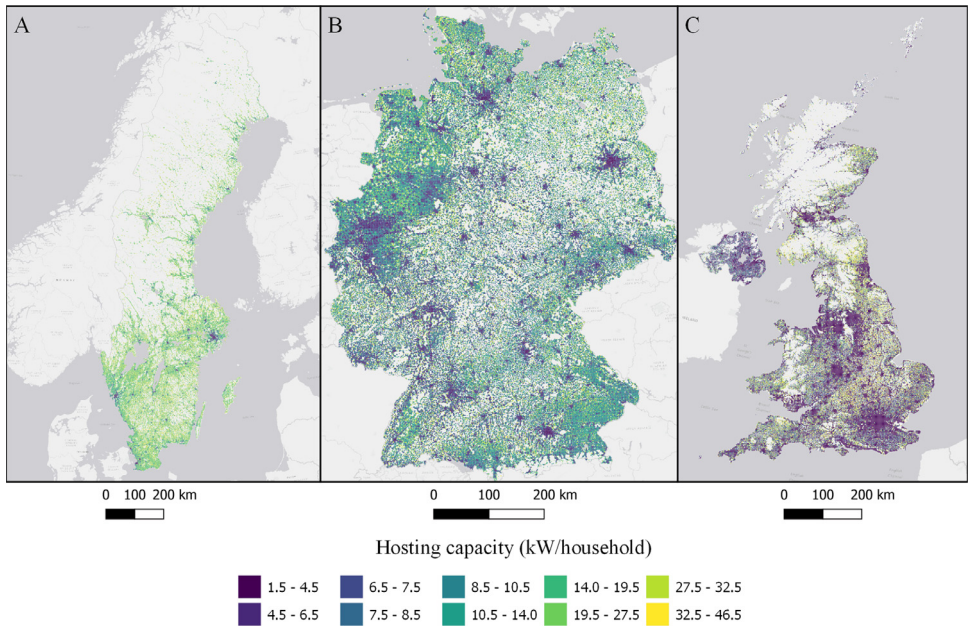 A
B
C
0 100 200 km
0 100 200 km
0 100 200 km
Hosting capacity (kW/household)
1.5 - 4.5
6.5 - 7.5
8.5 - 10.5
14.0 - 19.5
27.5 - 32.5
4.5 - 6.5
7.5 - 8.5
10.5 - 14.0
19.5 - 27.5
32.5 - 46.5